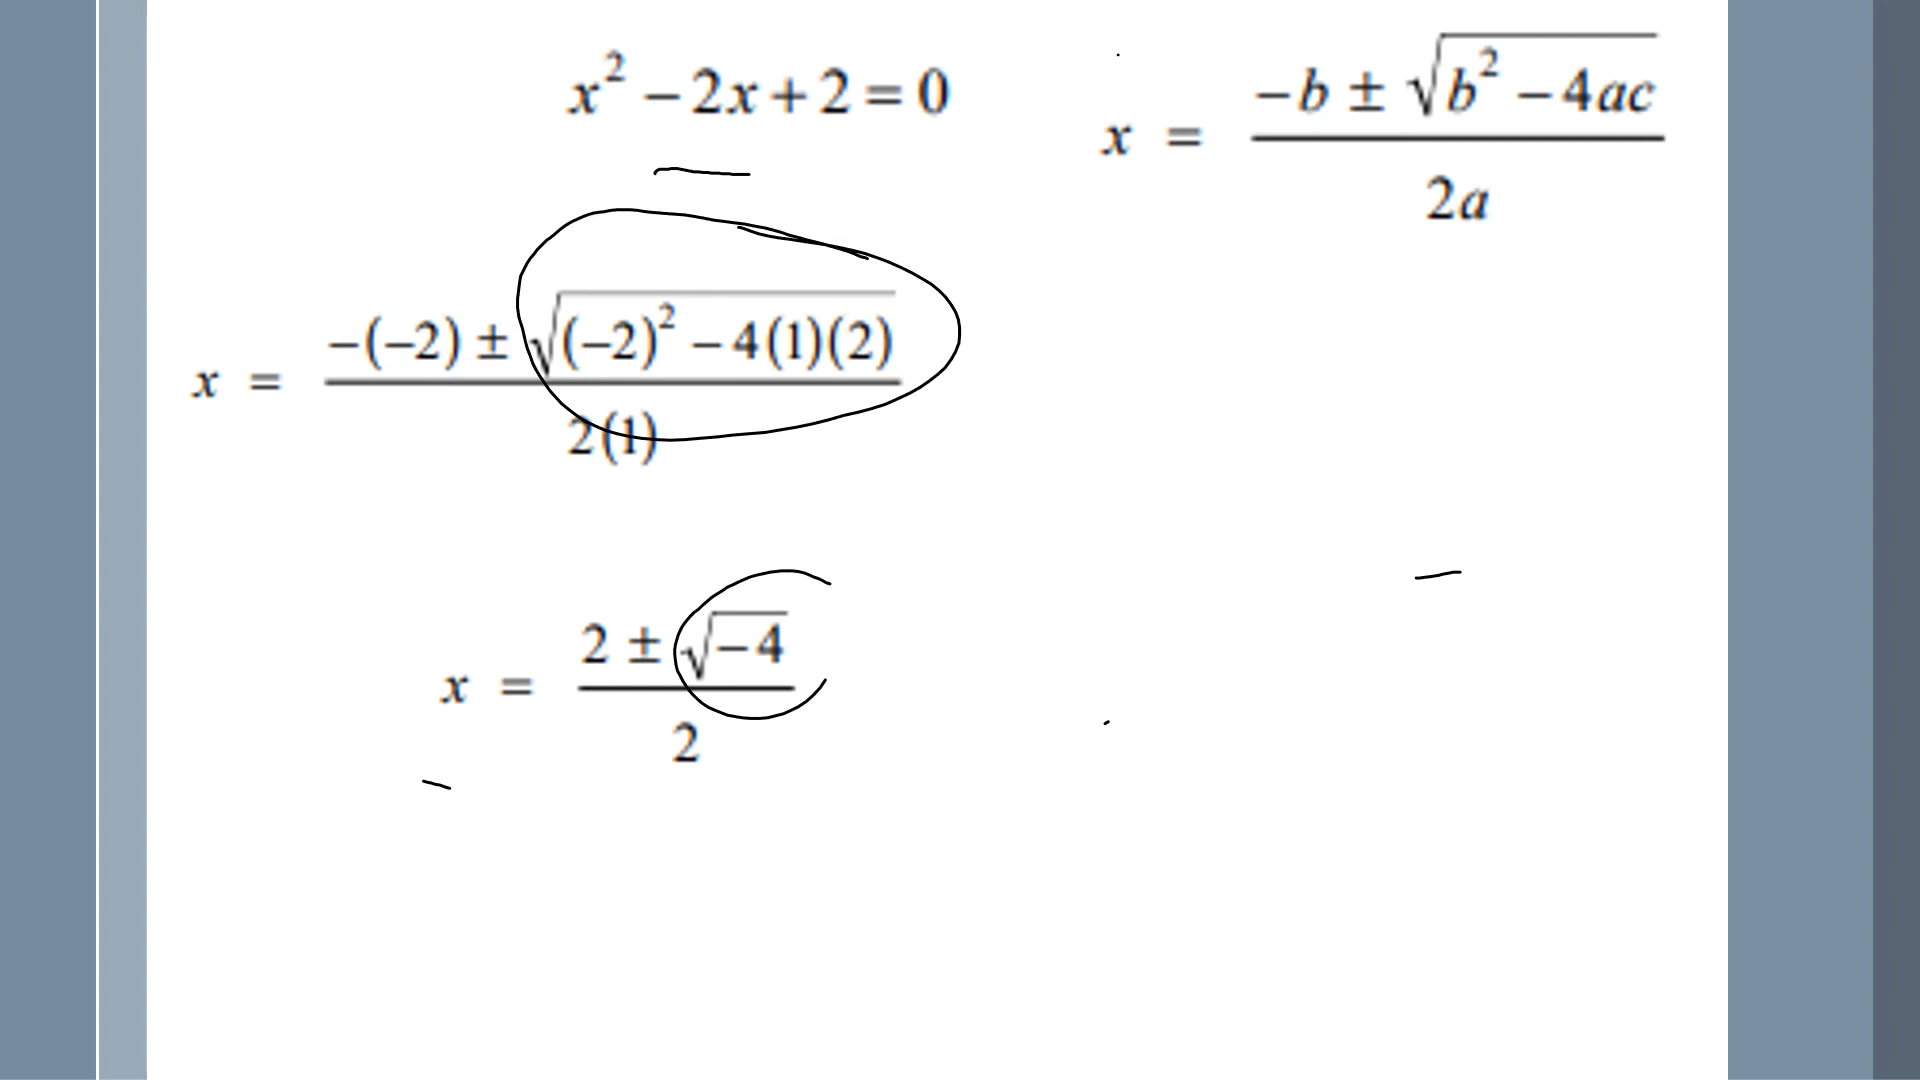 x² − 2x + 2 = 0
x = (−b ± √(b² − 4ac)) / (2a)
x = (−(−2) ± √((−2)² − 4(1)(2))) / (2(1))
x = (2 ± √(−4)) / 2